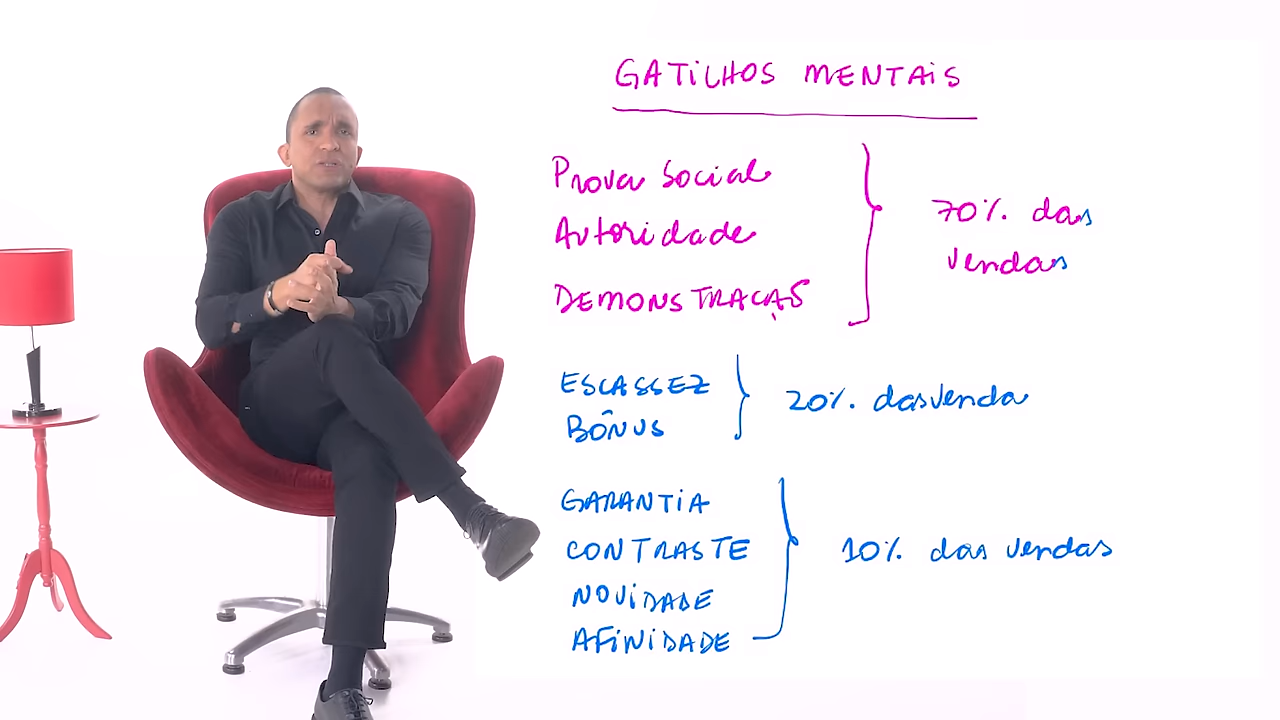 GATILHOS MENTAIS
Prova Social
Autoridade
DEMONSTRAÇÃO
70% das
vendas
ESCASSEZ
BÔNUS
20% das venda
GARANTIA
CONTRASTE
NOVIDADE
AFINIDADE
10% das vendas